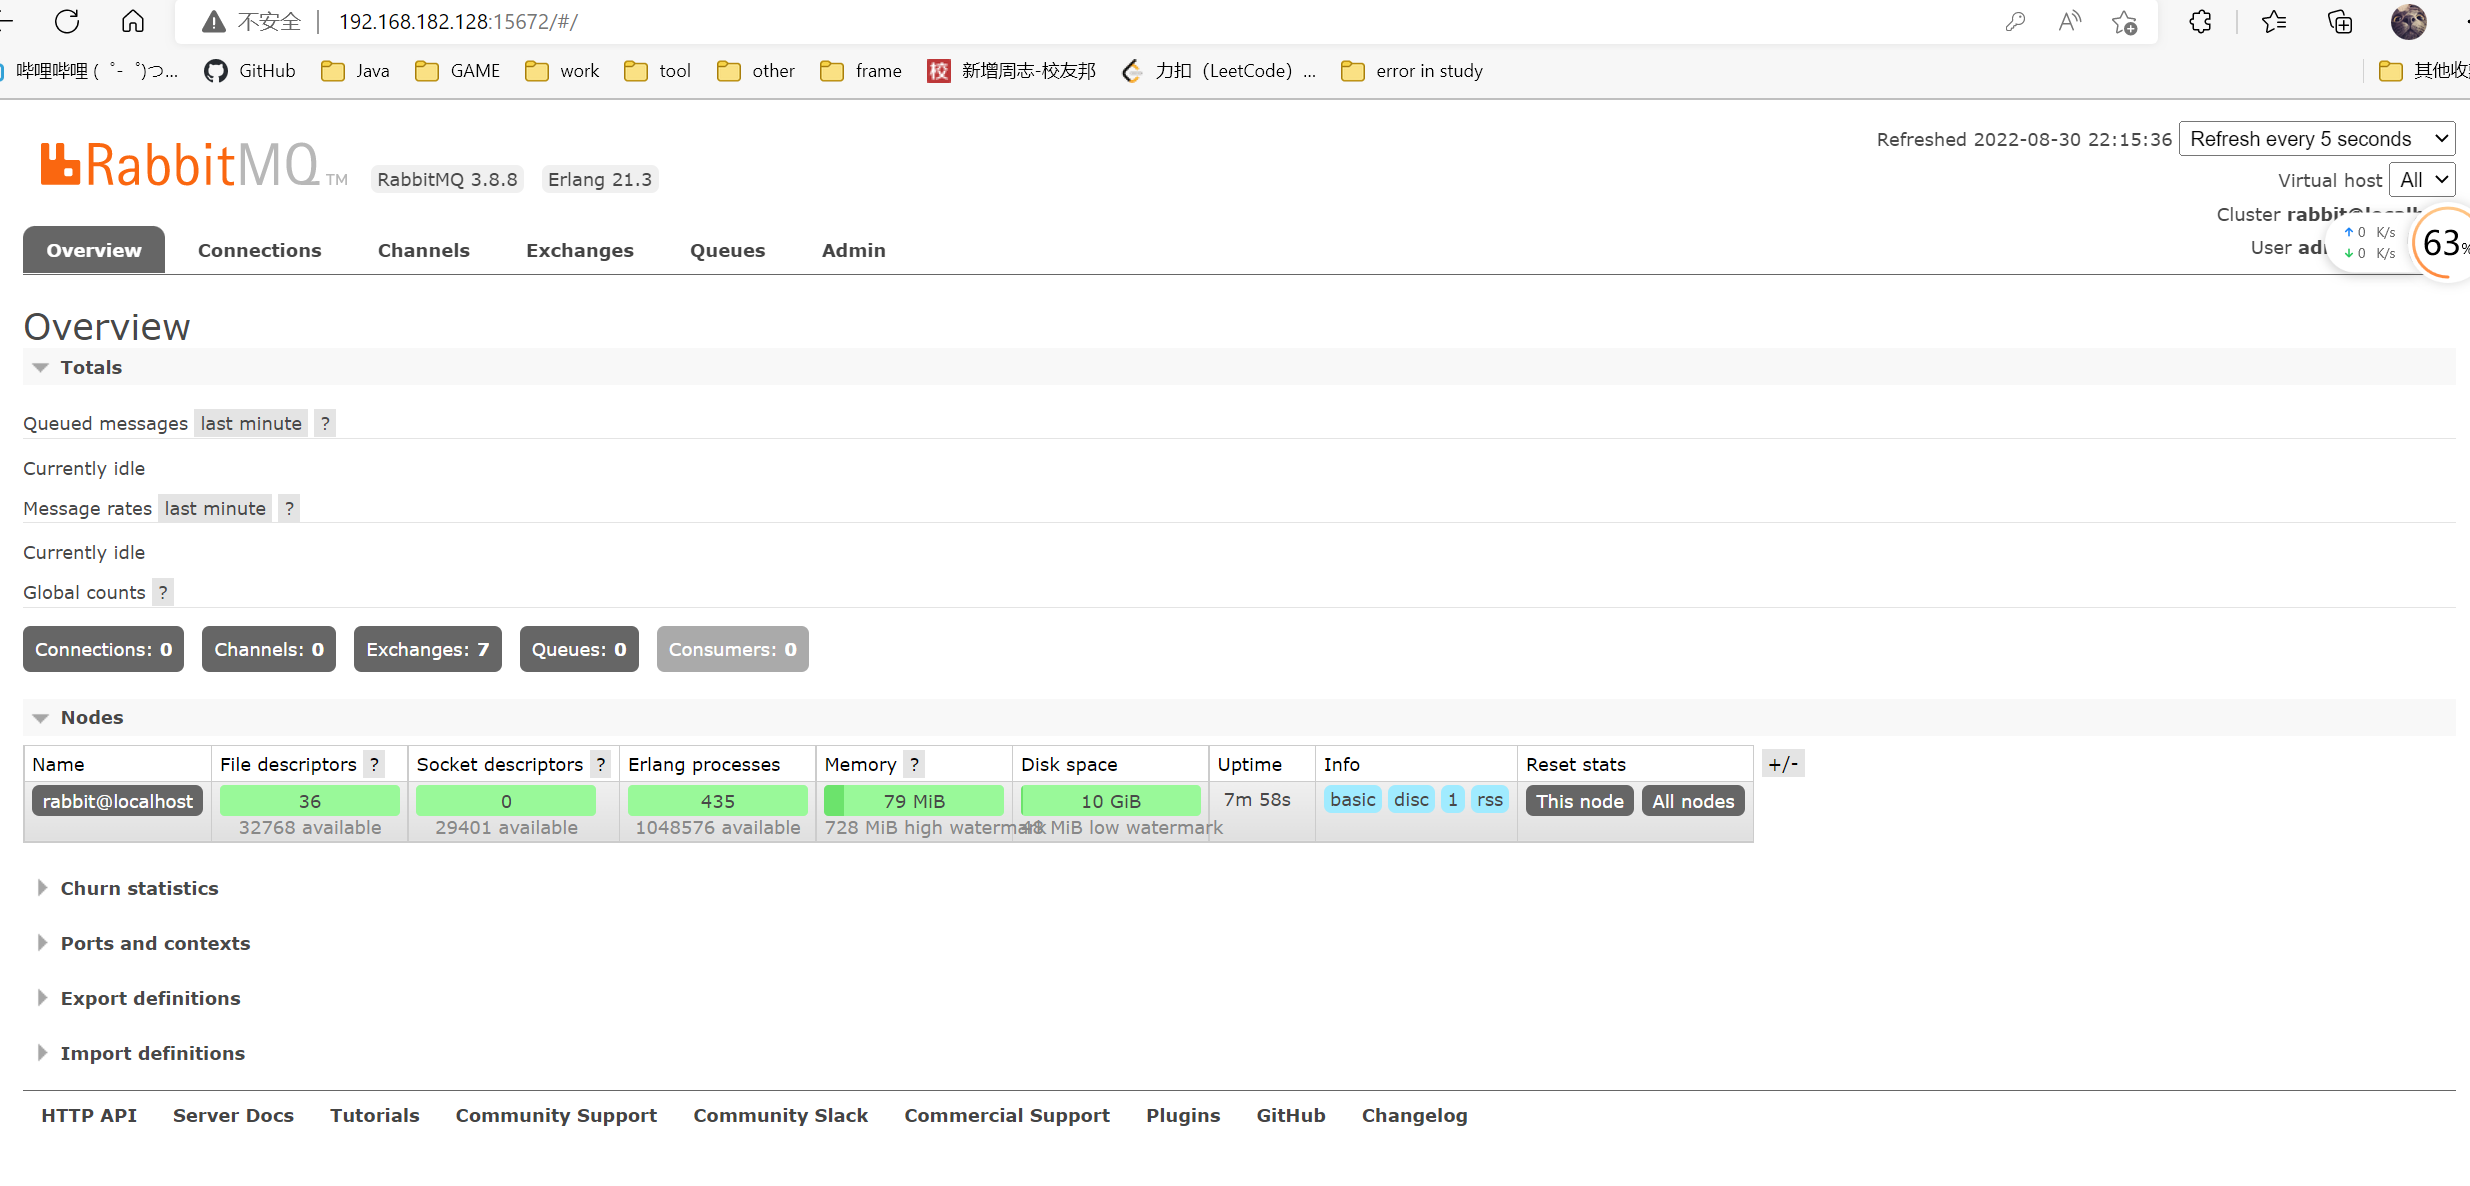 不安全 192.168.182.128:15672/#/
哔哩哔哩 ( ゜- ゜)つ... GitHub Java GAME work tool other frame 校 新增周志-校友邦 力扣（LeetCode）... error in study 其他收
Refreshed 2022-08-30 22:15:36 Refresh every 5 seconds
RabbitMQ TM RabbitMQ 3.8.8 Erlang 21.3
Virtual host All
Cluster
User
0 K/s
0 K/s
63%
Overview Connections Channels Exchanges Queues Admin
Overview
Totals
Queued messages last minute ?
Currently idle
Message rates last minute ?
Currently idle
Global counts ?
Connections: 0 Channels: 0 Exchanges: 7 Queues: 0 Consumers: 0
Nodes
Name File descriptors ? Socket descriptors ? Erlang processes Memory ? Disk space Uptime Info Reset stats +/-
rabbit@localhost 36 0 435 79 MiB 10 GiB 7m 58s basic disc 1 rss This node All nodes
32768 available 29401 available 1048576 available 728 MiB high watermark 48 MiB low watermark
Churn statistics
Ports and contexts
Export definitions
Import definitions
HTTP API Server Docs Tutorials Community Support Community Slack Commercial Support Plugins GitHub Changelog